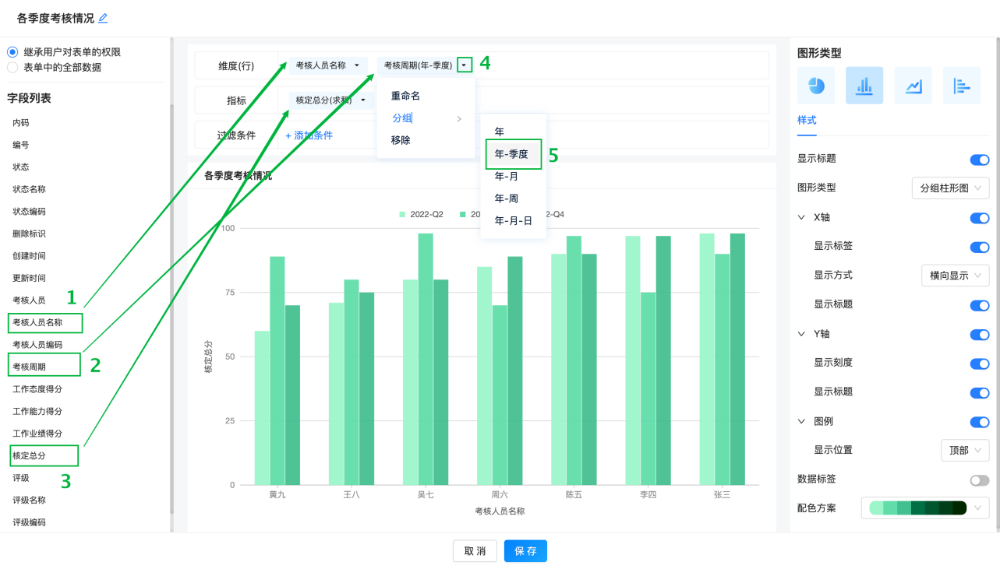 各季度考核情况
继承用户对表单的权限
表单中的全部数据
字段列表
内码
编号
状态
状态名称
状态编码
删除标识
创建时间
更新时间
考核人员
1
考核人员名称
考核人员编码
考核周期
2
工作态度得分
工作能力得分
工作业绩得分
核定总分
3
评级
评级名称
评级编码
维度(行)
考核人员名称
考核周期(年-季度)
4
指标
核定总分(求和)
过滤条件
+ 添加条件
重命名
分组
移除
年
年-季度
5
年-月
年-周
年-月-日
各季度考核情况
2022-Q2
20
2-Q4
100
75
50
25
0
核定总分
黄九
王八
吴七
周六
陈五
李四
张三
考核人员名称
图形类型
样式
显示标题
图形类型
分组柱形图
X轴
显示标签
显示方式
横向显示
显示标题
Y轴
显示刻度
显示标题
图例
显示位置
顶部
数据标签
配色方案
取 消
保 存